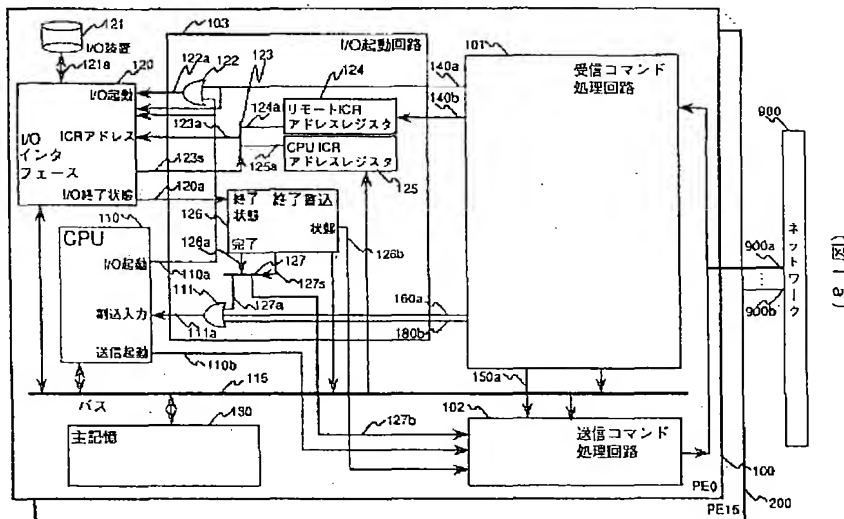 121
I/O装置
121a
120
122a
122
103
I/O起動回路
123
124
101
140a
140b
受信コマンド
処理回路
I/O起動
124a
リモートICR
アドレスレジスタ
ICRアドレス
123a
CPU ICR
アドレスレジスタ
125a
125
I/O
インタ
フェース
123s
I/O終了状態
120a
終了
状態
終了割込
状態
126
126a
126b
完了
127
127s
110
CPU
I/O起動
110a
111
127a
160a
180b
割込入力
111a
送信起動
110b
115
バス
150a
102
127b
送信コマンド
処理回路
130
主記憶
900
ネットワーク
900a
900b
100
PE0
200
PE15
(図1a)